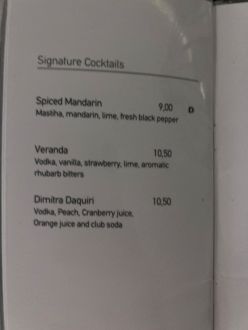 Signature Cocktails
Spiced Mandarin 9,00
Mastiha, mandarin, lime, fresh black pepper
Veranda 10,50
Vodka, vanilla, strawberry, lime, aromatic
rhubarb bitters
Dimitra Daquiri 10,50
Vodka, Peach, Cranberry juice,
Orange juice and club soda